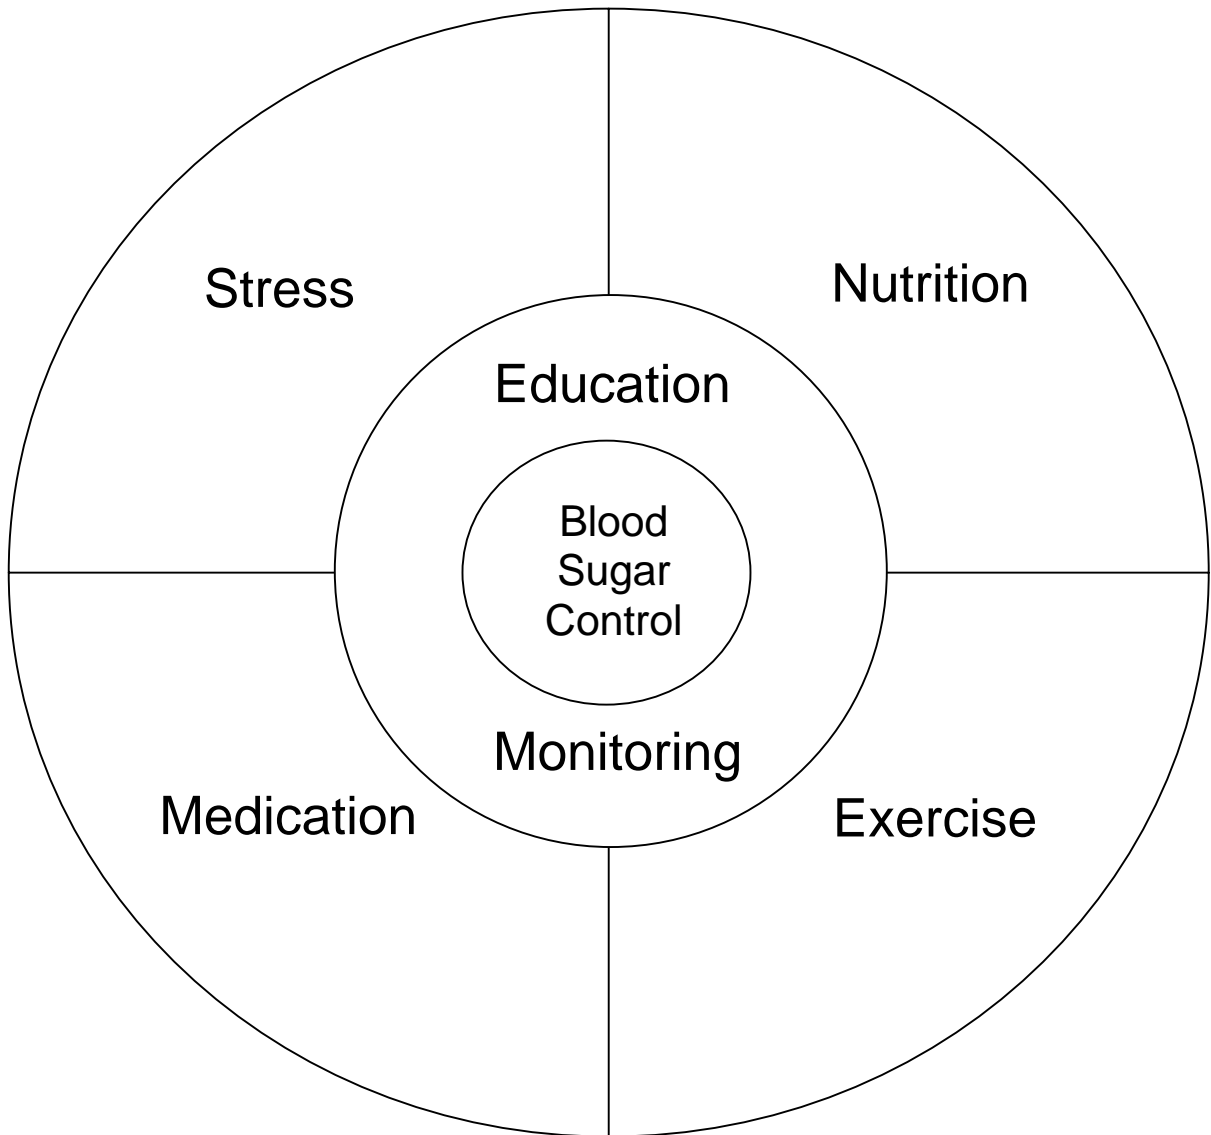 Stress
Nutrition
Education
Blood
Sugar
Control
Monitoring
Medication
Exercise